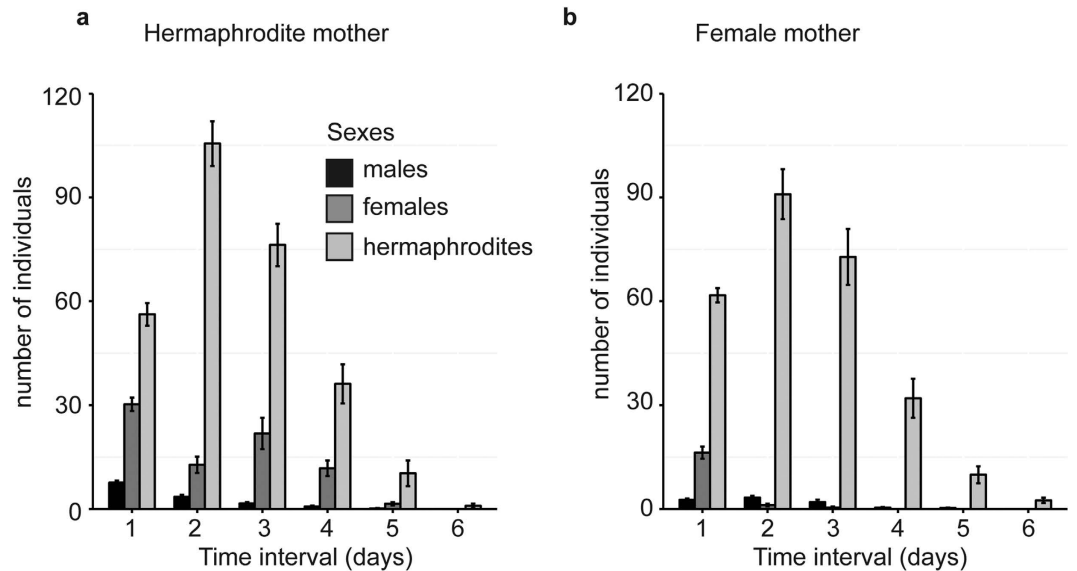 a
Hermaphrodite mother
number of individuals
120
90
60
30
0
Sexes
males
females
hermaphrodites
1 2 3 4 5 6
Time interval (days)
b
Female mother
number of individuals
120
90
60
30
0
1 2 3 4 5 6
Time interval (days)